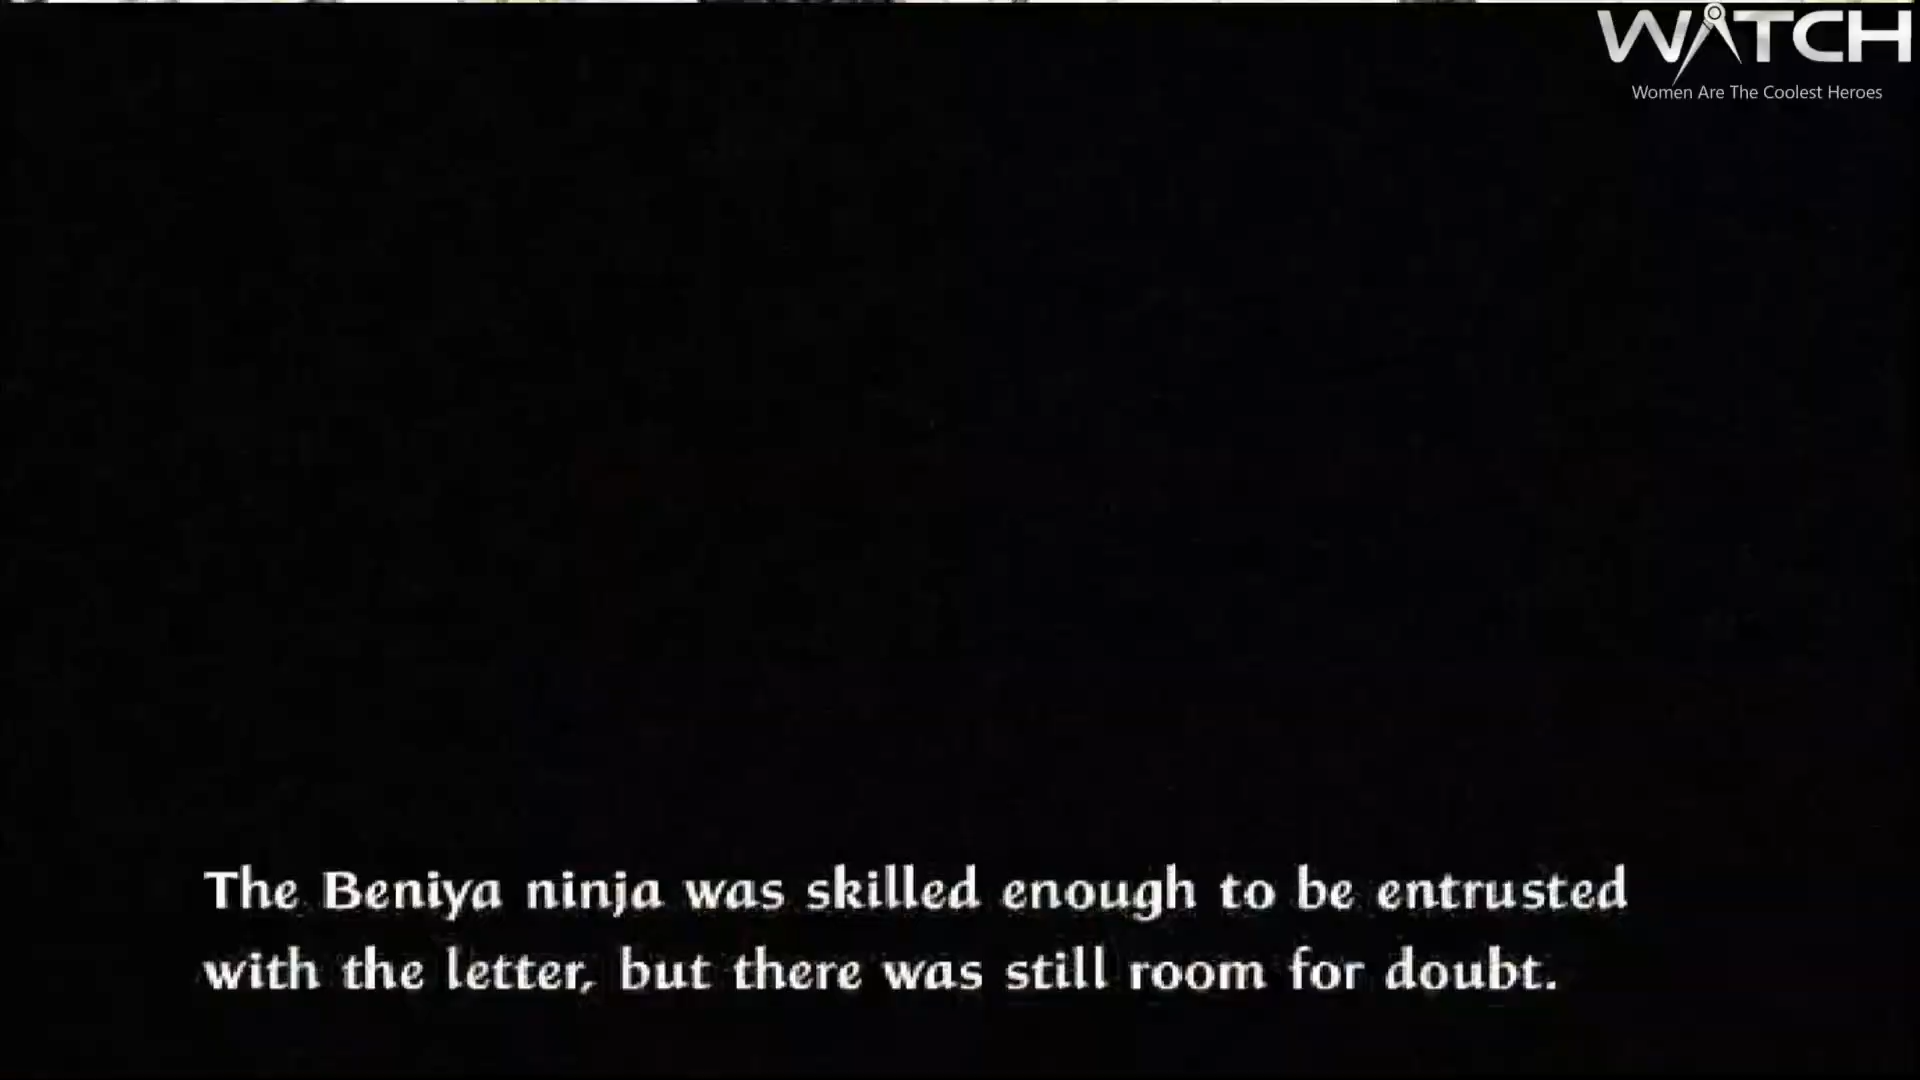 WATCH
Women Are The Coolest Heroes
The Beniya ninja was skilled enough to be entrusted
with the letter, but there was still room for doubt.